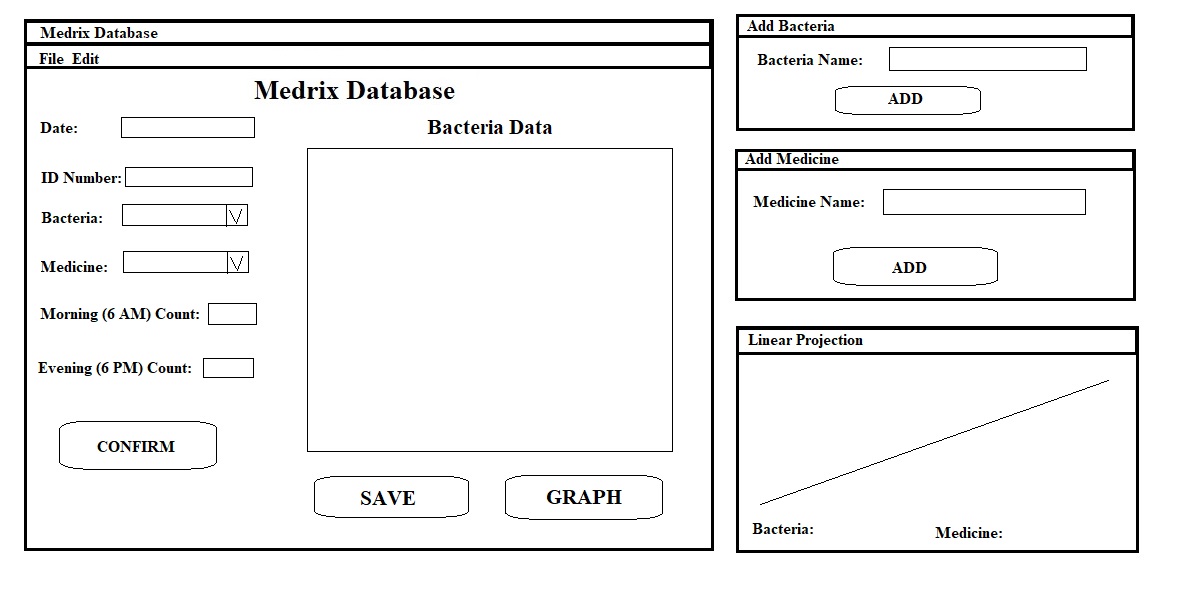 Medrix Database
File Edit
Medrix Database
Date:
Bacteria Data
ID Number:
Bacteria:
Medicine:
Morning (6 AM) Count:
Evening (6 PM) Count:
CONFIRM
SAVE
GRAPH
Add Bacteria
Bacteria Name:
ADD
Add Medicine
Medicine Name:
ADD
Linear Projection
Bacteria:
Medicine: